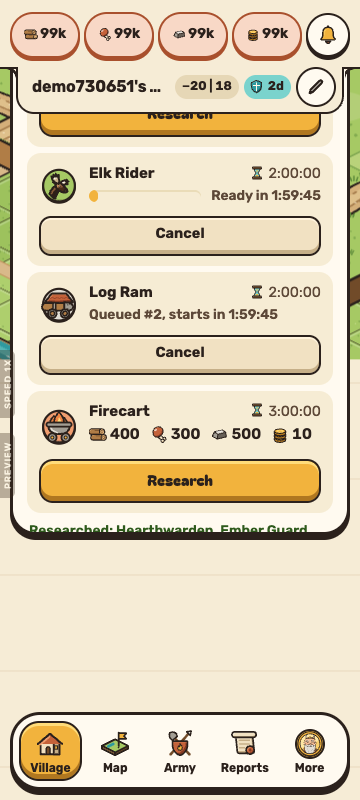 99k 99k 99k 99k
demo730651's ... −20 | 18 2d
Research
Elk Rider 2:00:00
Ready in 1:59:45
Cancel
Log Ram 2:00:00
Queued #2, starts in 1:59:45
Cancel
Firecart 3:00:00
400 300 500 10
Research
Researched: Hearthwarden, Ember Guard
SPEED 1X
PREVIEW
Village Map Army Reports More